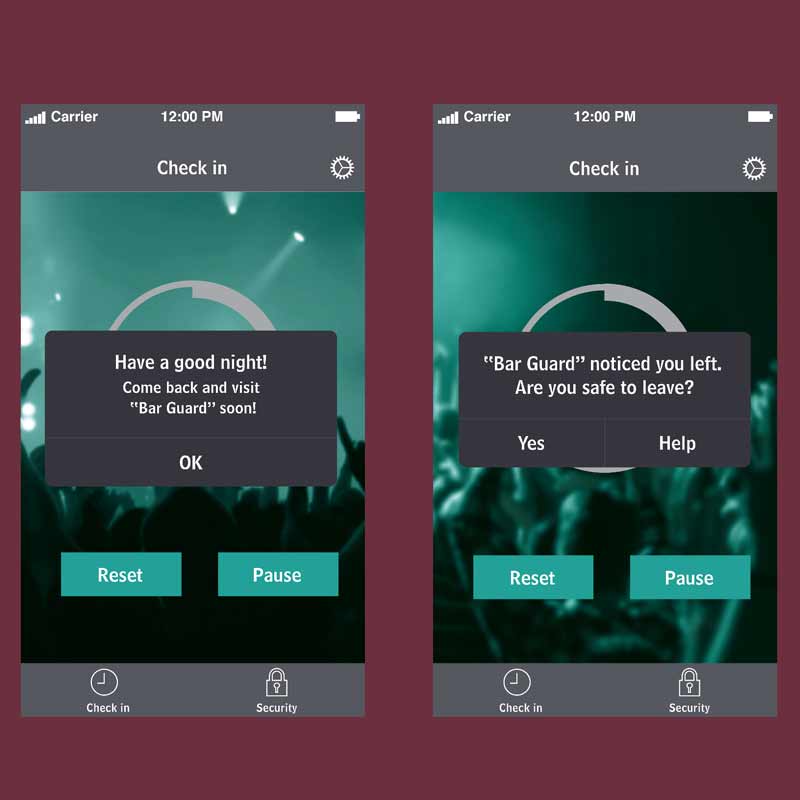 Carrier 12:00 PM
Check in
Have a good night!
Come back and visit
“Bar Guard” soon!
OK
Reset Pause
Check in Security
Carrier 12:00 PM
Check in
“Bar Guard” noticed you left.
Are you safe to leave?
Yes Help
Reset Pause
Check in Security